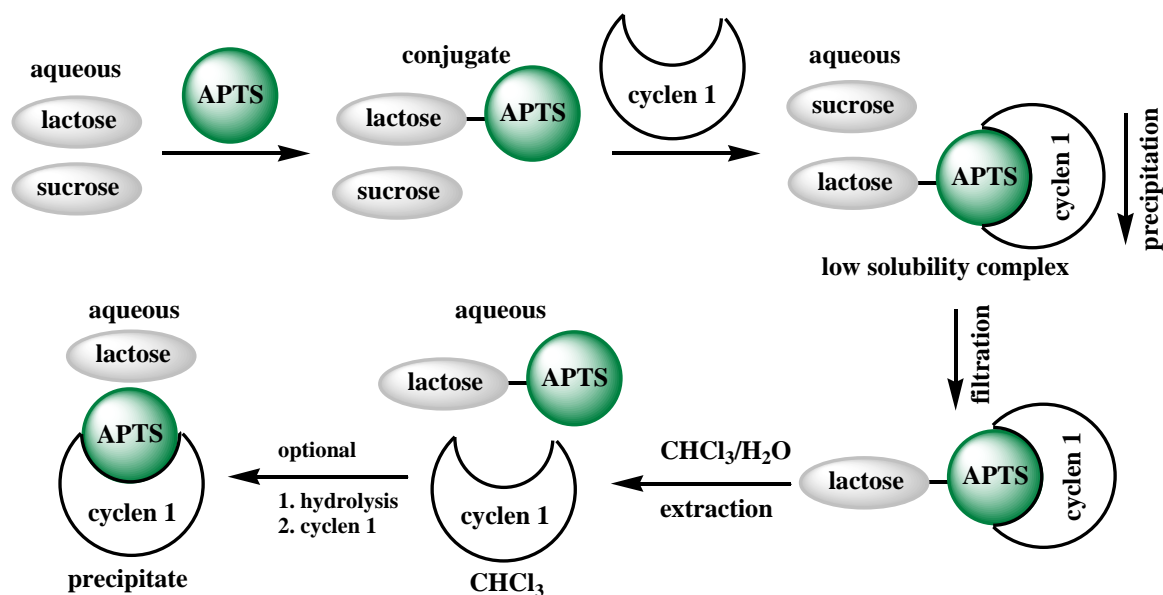 aqueous
lactose
sucrose
APTS
conjugate
lactose
APTS
sucrose
cyclen 1
aqueous
sucrose
lactose
APTS
cyclen 1
precipitation
low solubility complex
filtration
lactose
APTS
cyclen 1
CHCl₃/H₂O
extraction
aqueous
lactose
APTS
cyclen 1
CHCl₃
optional
1. hydrolysis
2. cyclen 1
aqueous
lactose
APTS
cyclen 1
precipitate